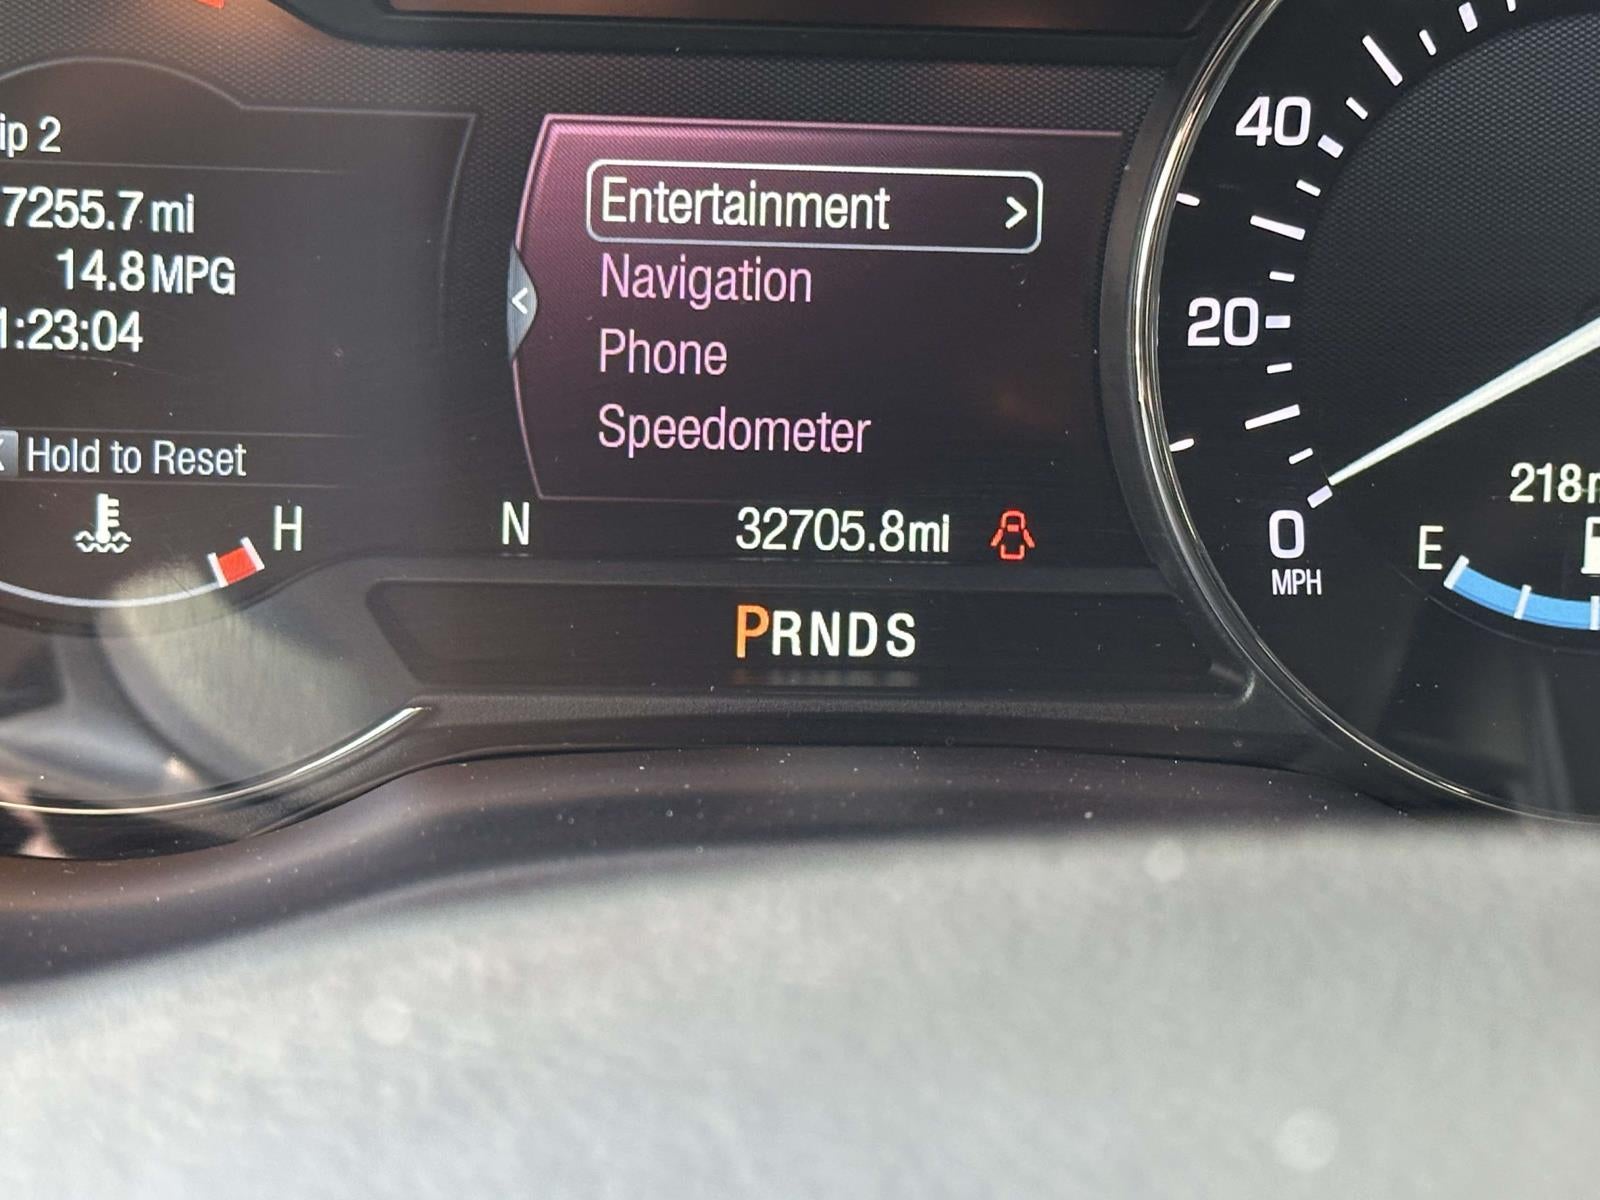 ip 2
7255.7 mi
14.8 MPG
1:23:04
Hold to Reset
H
Entertainment >
Navigation
Phone
Speedometer
N
32705.8mi
PRNDS
40
20
0
MPH
218
E